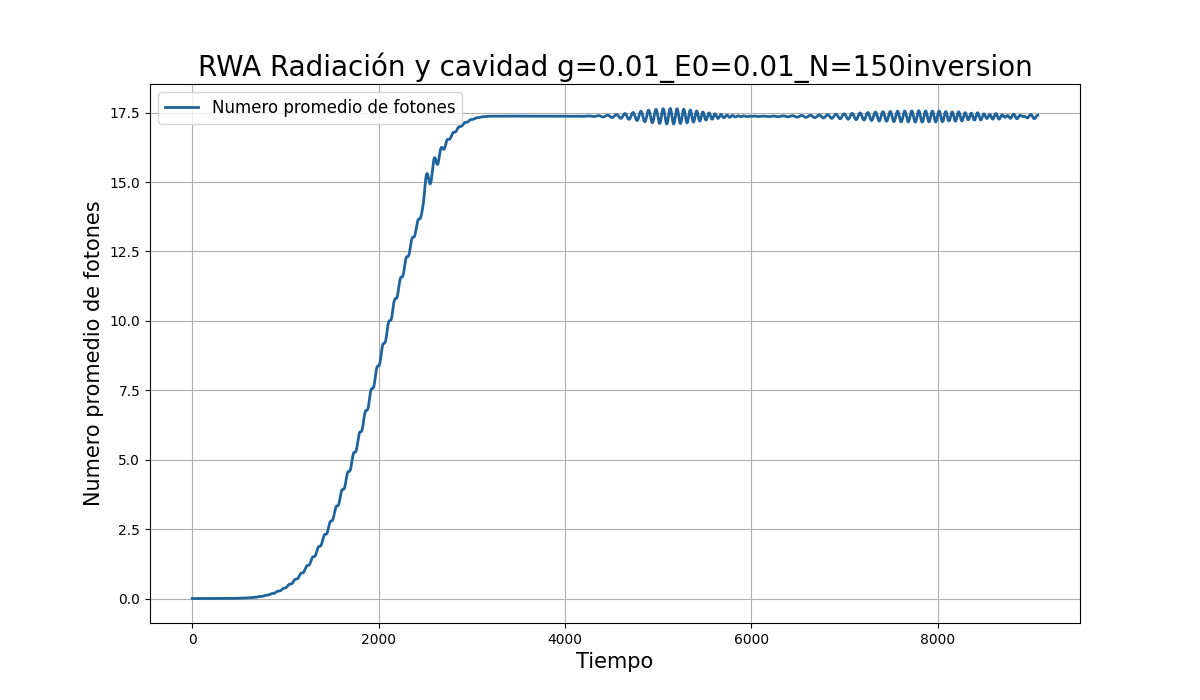 RWA Radiación y cavidad g=0.01_E0=0.01_N=150inversion
Numero promedio de fotones
17.5
15.0
12.5
10.0
7.5
5.0
2.5
0.0
Numero promedio de fotones
0 2000 4000 6000 8000
Tiempo